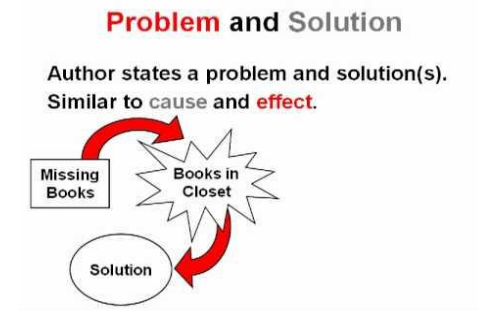 Problem and Solution
Author states a problem and solution(s).
Similar to cause and effect.
Missing
Books
Books in
Closet
Solution